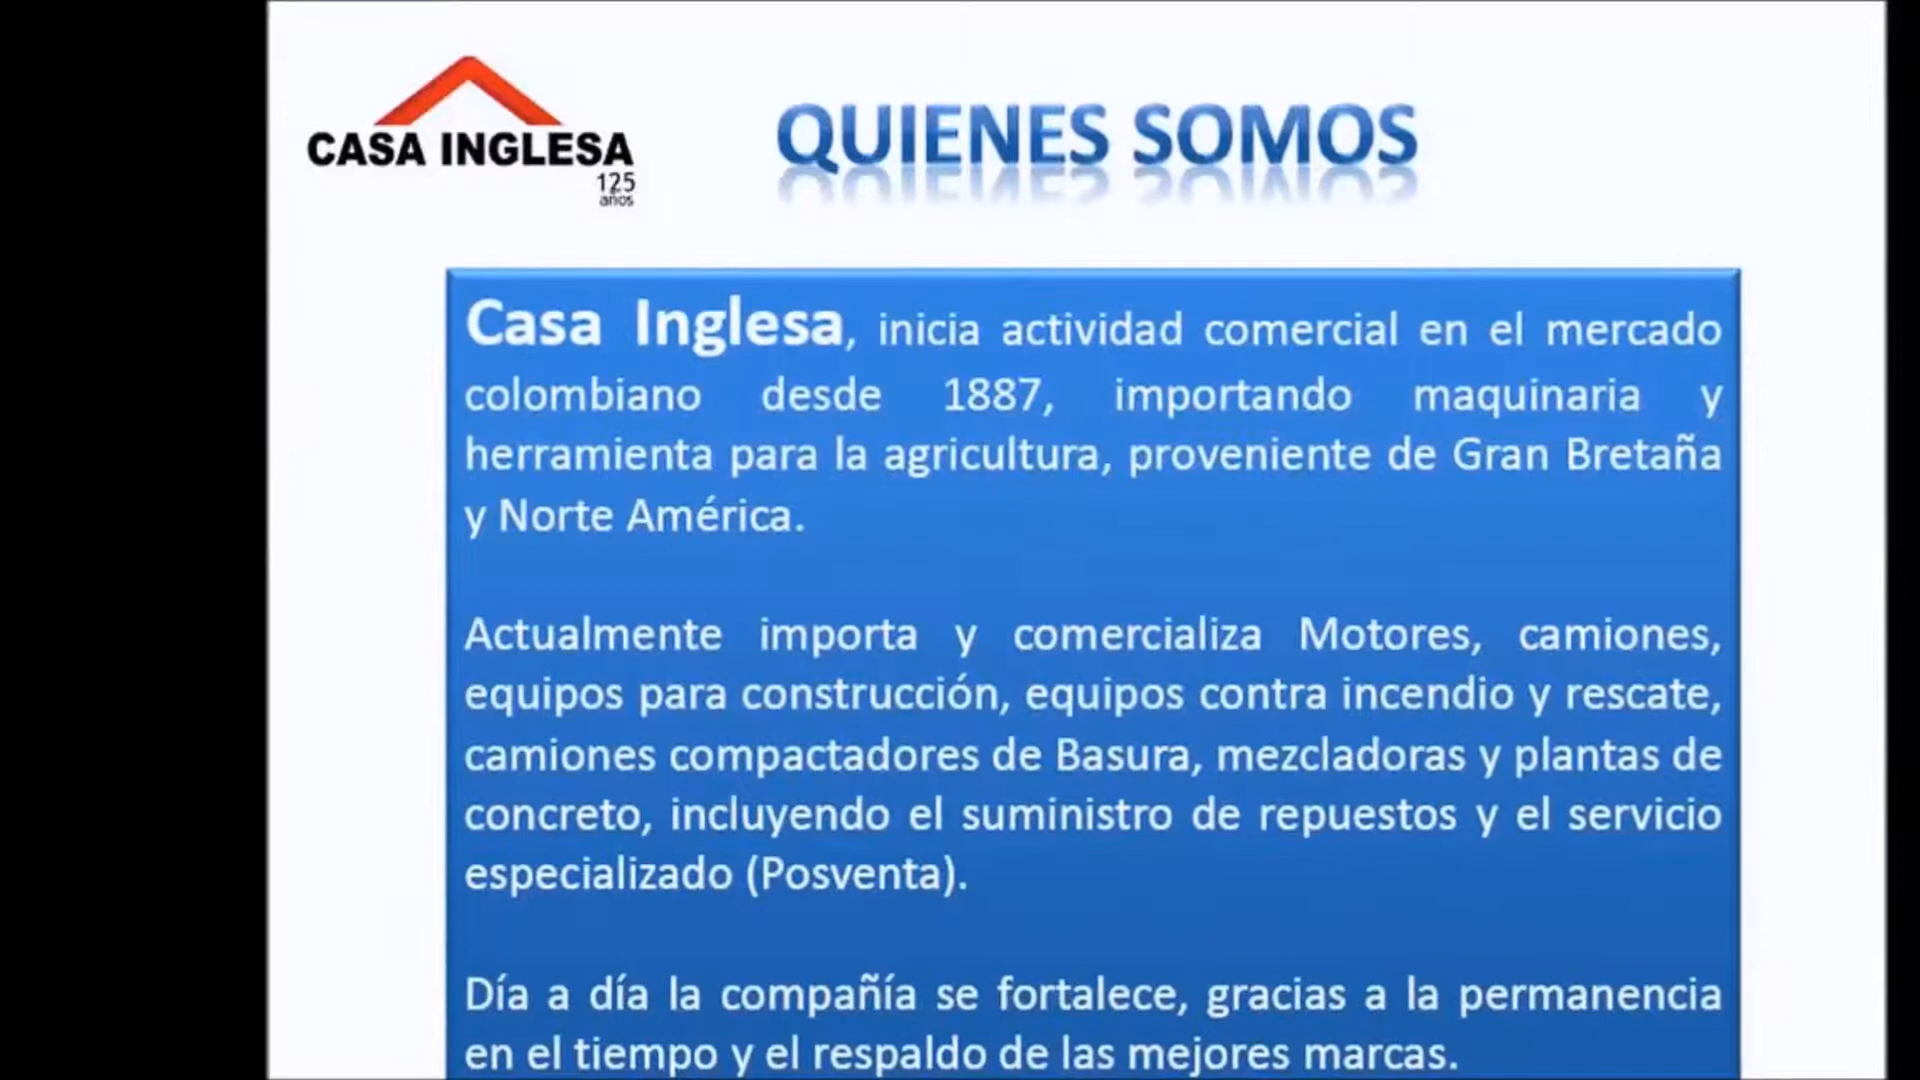 CASA INGLESA
125
años
QUIENES SOMOS
Casa Inglesa, inicia actividad comercial en el mercado
colombiano desde 1887, importando maquinaria y
herramienta para la agricultura, proveniente de Gran Bretaña
y Norte América.
Actualmente importa y comercializa Motores, camiones,
equipos para construcción, equipos contra incendio y rescate,
camiones compactadores de Basura, mezcladoras y plantas de
concreto, incluyendo el suministro de repuestos y el servicio
especializado (Posventa).
Día a día la compañía se fortalece, gracias a la permanencia
en el tiempo y el respaldo de las mejores marcas.